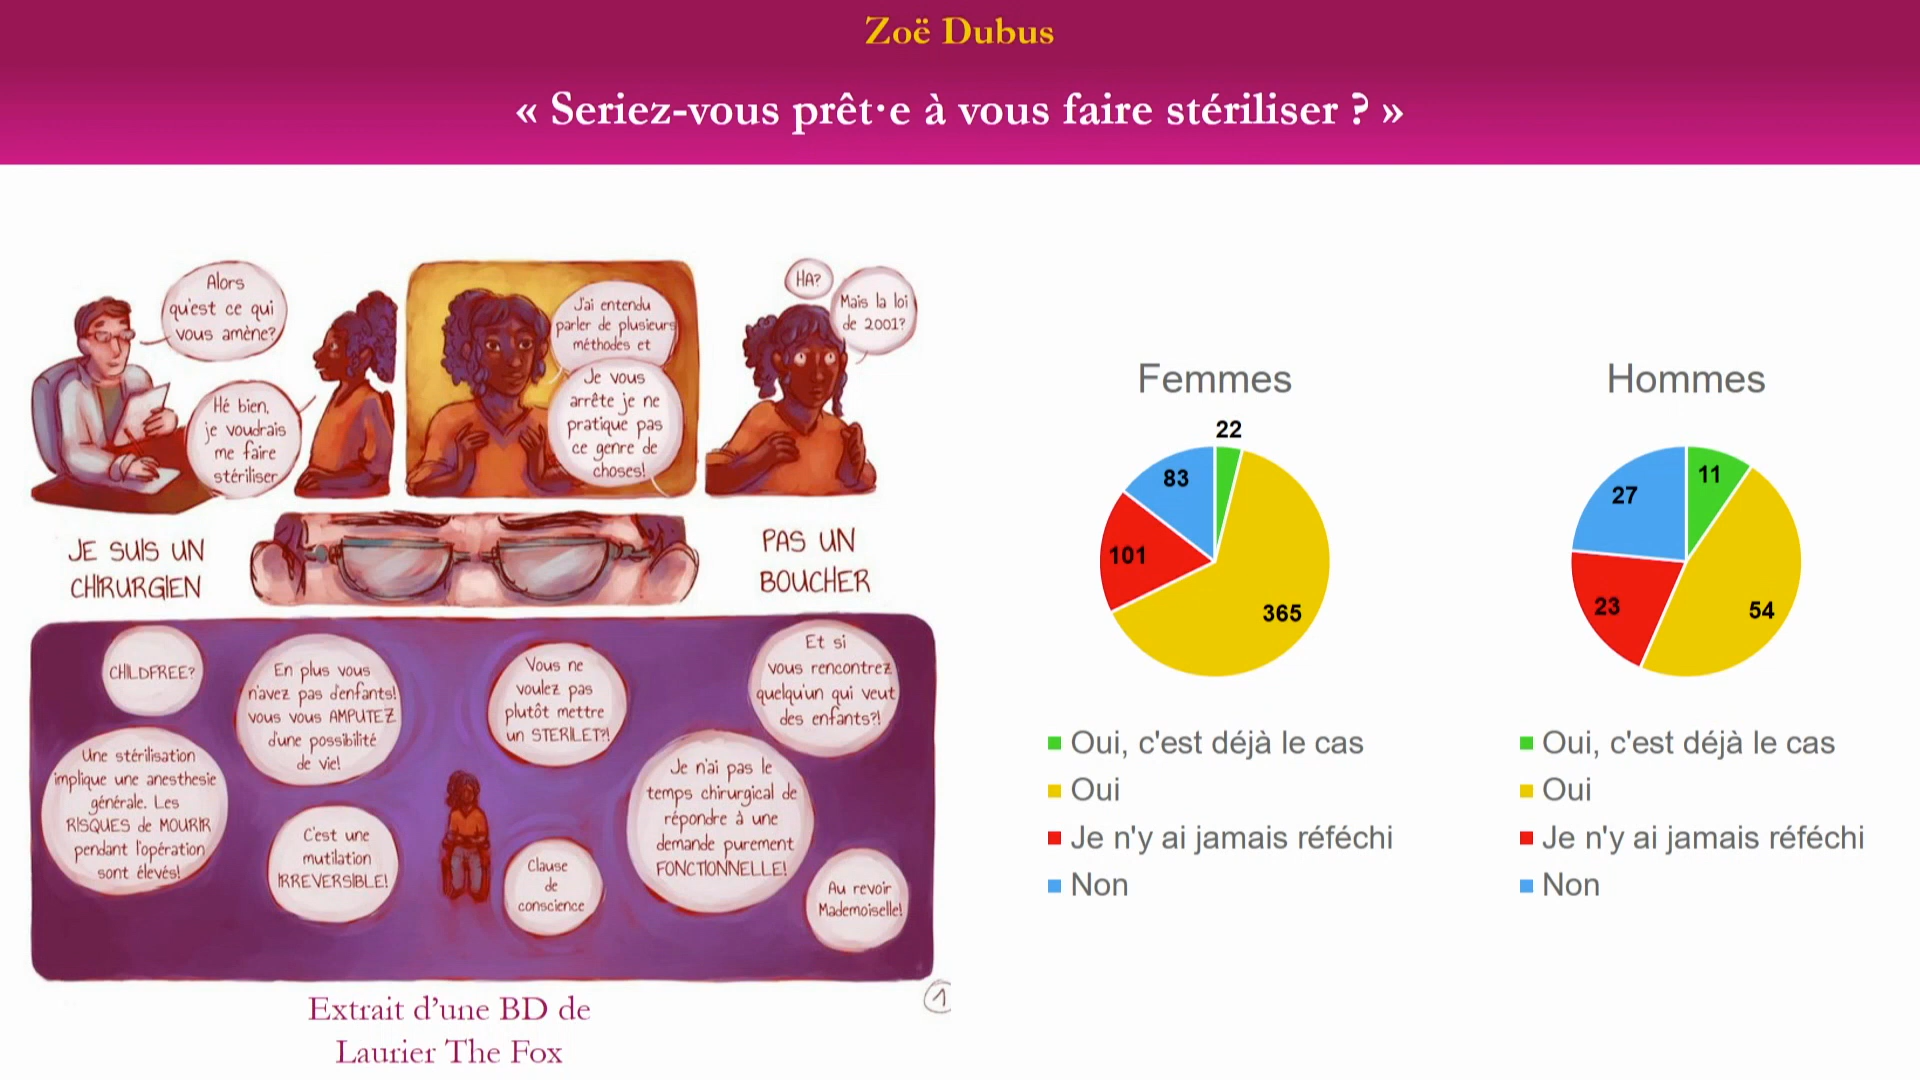 Zoë Dubus
« Seriez-vous prêt·e à vous faire stériliser ? »
Alors
qu'est ce qui
vous amène?
Hé bien,
je voudrais
me faire
stériliser
J'ai entendu
parler de plusieurs
méthodes et
Je vous
arrête je ne
pratique pas
ce genre de
choses!
HA?
Mais la loi
de 2001?
JE SUIS UN
CHIRURGIEN
PAS UN
BOUCHER
CHILDFREE?
En plus vous
n'avez pas d'enfants!
vous vous AMPUTEZ
d'une possibilité
de vie!
Vous ne
voulez pas
plutôt mettre
un STERILET?!
Et si
vous rencontrez
quelqu'un qui veut
des enfants?!
Une stérilisation
implique une anesthesie
générale. Les
RISQUES de MOURIR
pendant l'opération
sont élevés!
C'est une
mutilation
IRREVERSIBLE!
Clause
de
conscience
Je n'ai pas le
temps chirurgical de
répondre à une
demande purement
FONCTIONNELLE!
Au revoir
Mademoiselle!
1
Extrait d'une BD de
Laurier The Fox
Femmes
22
83
101
365
Oui, c'est déjà le cas
Oui
Je n'y ai jamais réféchi
Non
Hommes
11
27
23
54
Oui, c'est déjà le cas
Oui
Je n'y ai jamais réféchi
Non